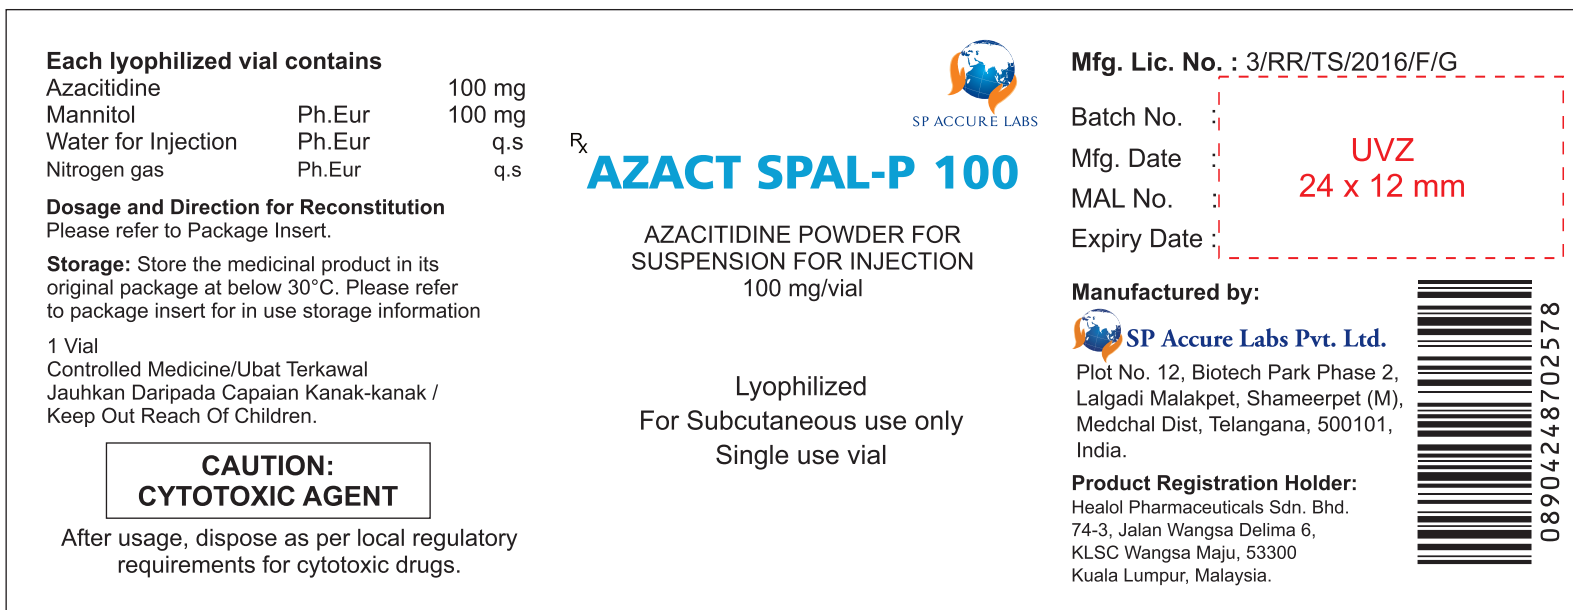 Each lyophilized vial contains
Azacitidine 100 mg
Mannitol Ph.Eur 100 mg
Water for Injection Ph.Eur q.s
Nitrogen gas Ph.Eur q.s
Dosage and Direction for Reconstitution
Please refer to Package Insert.
Storage: Store the medicinal product in its
original package at below 30°C. Please refer
to package insert for in use storage information
1 Vial
Controlled Medicine/Ubat Terkawal
Jauhkan Daripada Capaian Kanak-kanak /
Keep Out Reach Of Children.
CAUTION:
CYTOTOXIC AGENT
After usage, dispose as per local regulatory
requirements for cytotoxic drugs.
SP ACCURE LABS
Rx
AZACT SPAL-P 100
AZACITIDINE POWDER FOR
SUSPENSION FOR INJECTION
100 mg/vial
Lyophilized
For Subcutaneous use only
Single use vial
Mfg. Lic. No. : 3/RR/TS/2016/F/G
Batch No. :
Mfg. Date :
MAL No. :
Expiry Date :
UVZ
24 x 12 mm
Manufactured by:
SP Accure Labs Pvt. Ltd.
Plot No. 12, Biotech Park Phase 2,
Lalgadi Malakpet, Shameerpet (M),
Medchal Dist, Telangana, 500101,
India.
Product Registration Holder:
Healol Pharmaceuticals Sdn. Bhd.
74-3, Jalan Wangsa Delima 6,
KLSC Wangsa Maju, 53300
Kuala Lumpur, Malaysia.
08904248702578